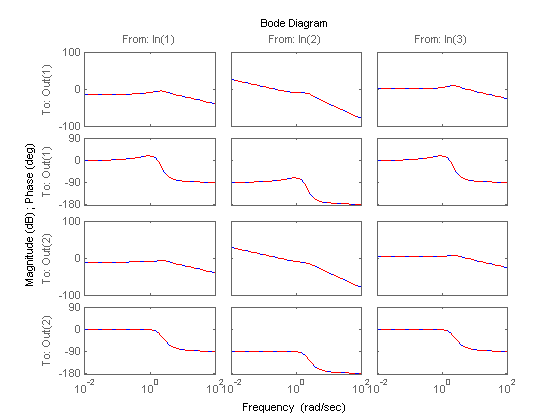 Bode Diagram
From: In(1) From: In(2) From: In(3)
Magnitude (dB) ; Phase (deg)
To: Out(1)
100
0
-100
To: Out(1)
90
0
-90
-180
To: Out(2)
100
0
-100
To: Out(2)
90
0
-90
-180
10^-2 10^0 10^2 10^-2 10^0 10^2 10^-2 10^0 10^2
Frequency (rad/sec)